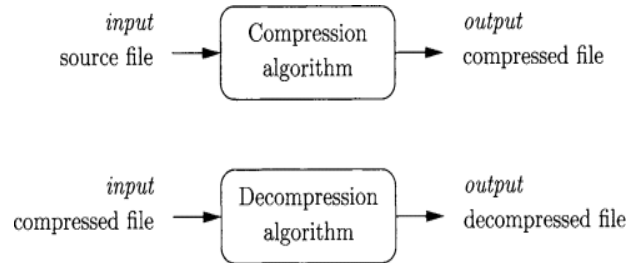 input
source file
Compression
algorithm
output
compressed file
input
compressed file
Decompression
algorithm
output
decompressed file